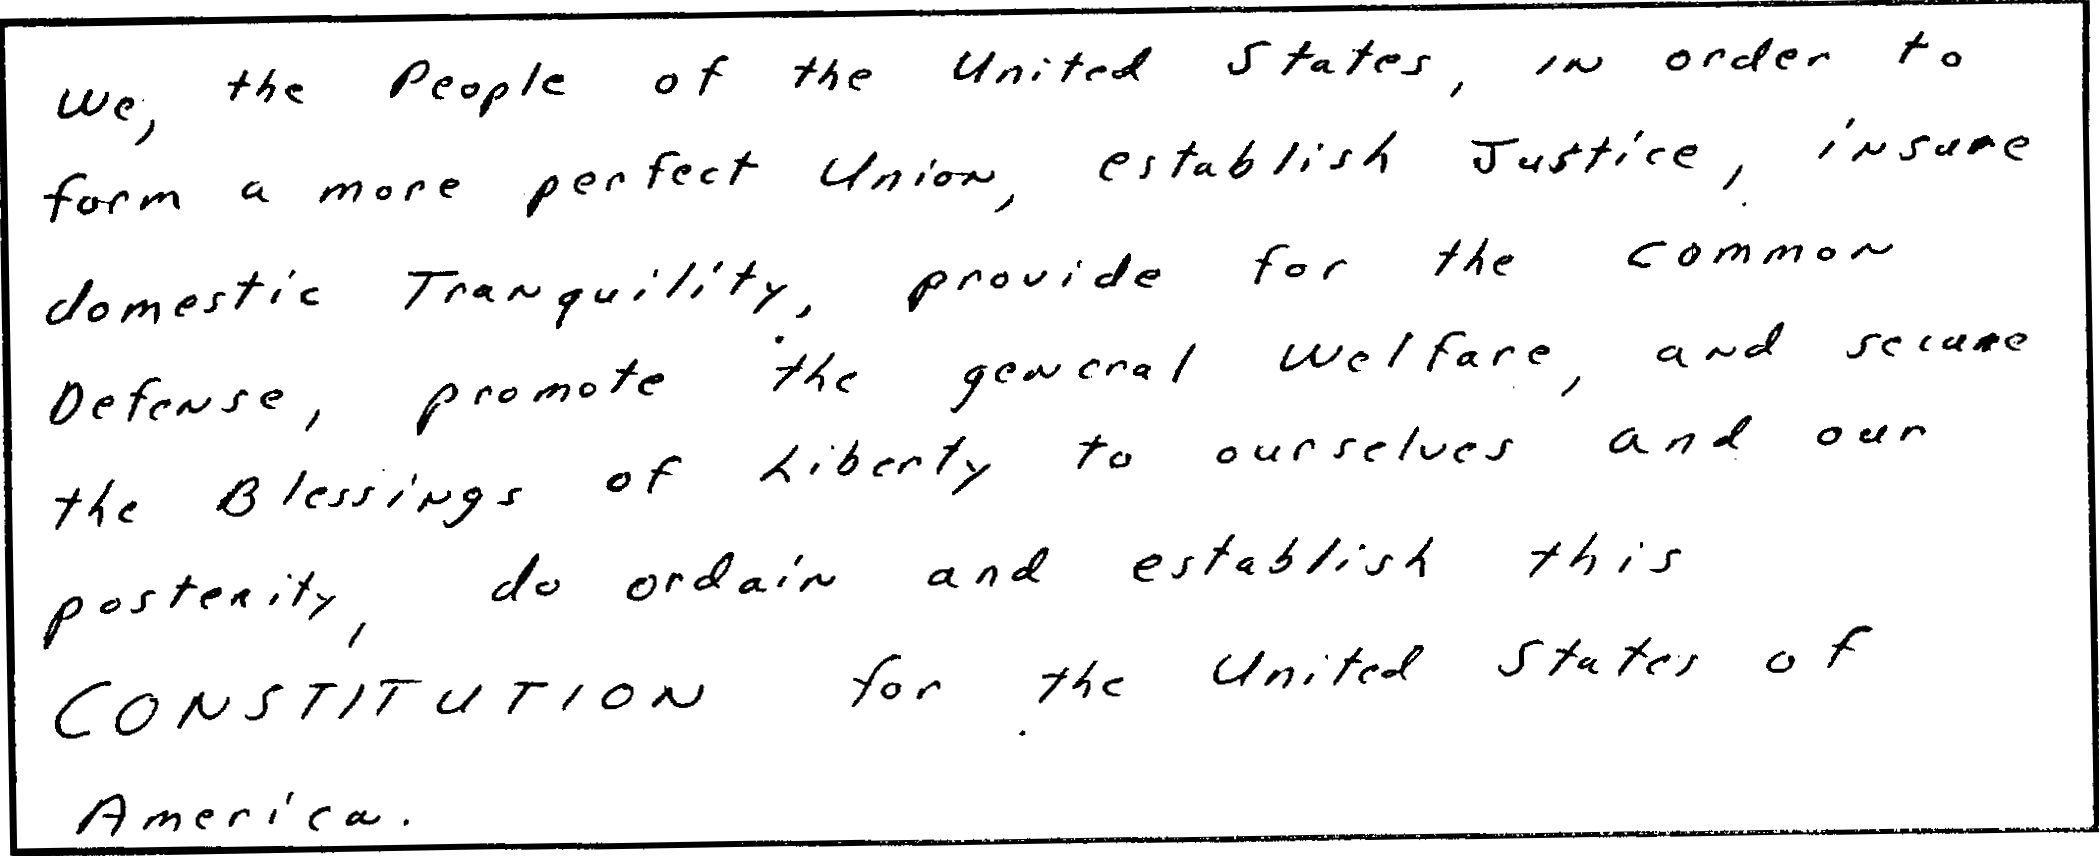 We, the People of the United States, in order to
form a more perfect Union, establish Justice, insure
domestic Tranquility, provide for the common
Defense, promote the general Welfare, and secure
the Blessings of Liberty to ourselves and our
posterity, do ordain and establish this
CONSTITUTION for the United States of
America.